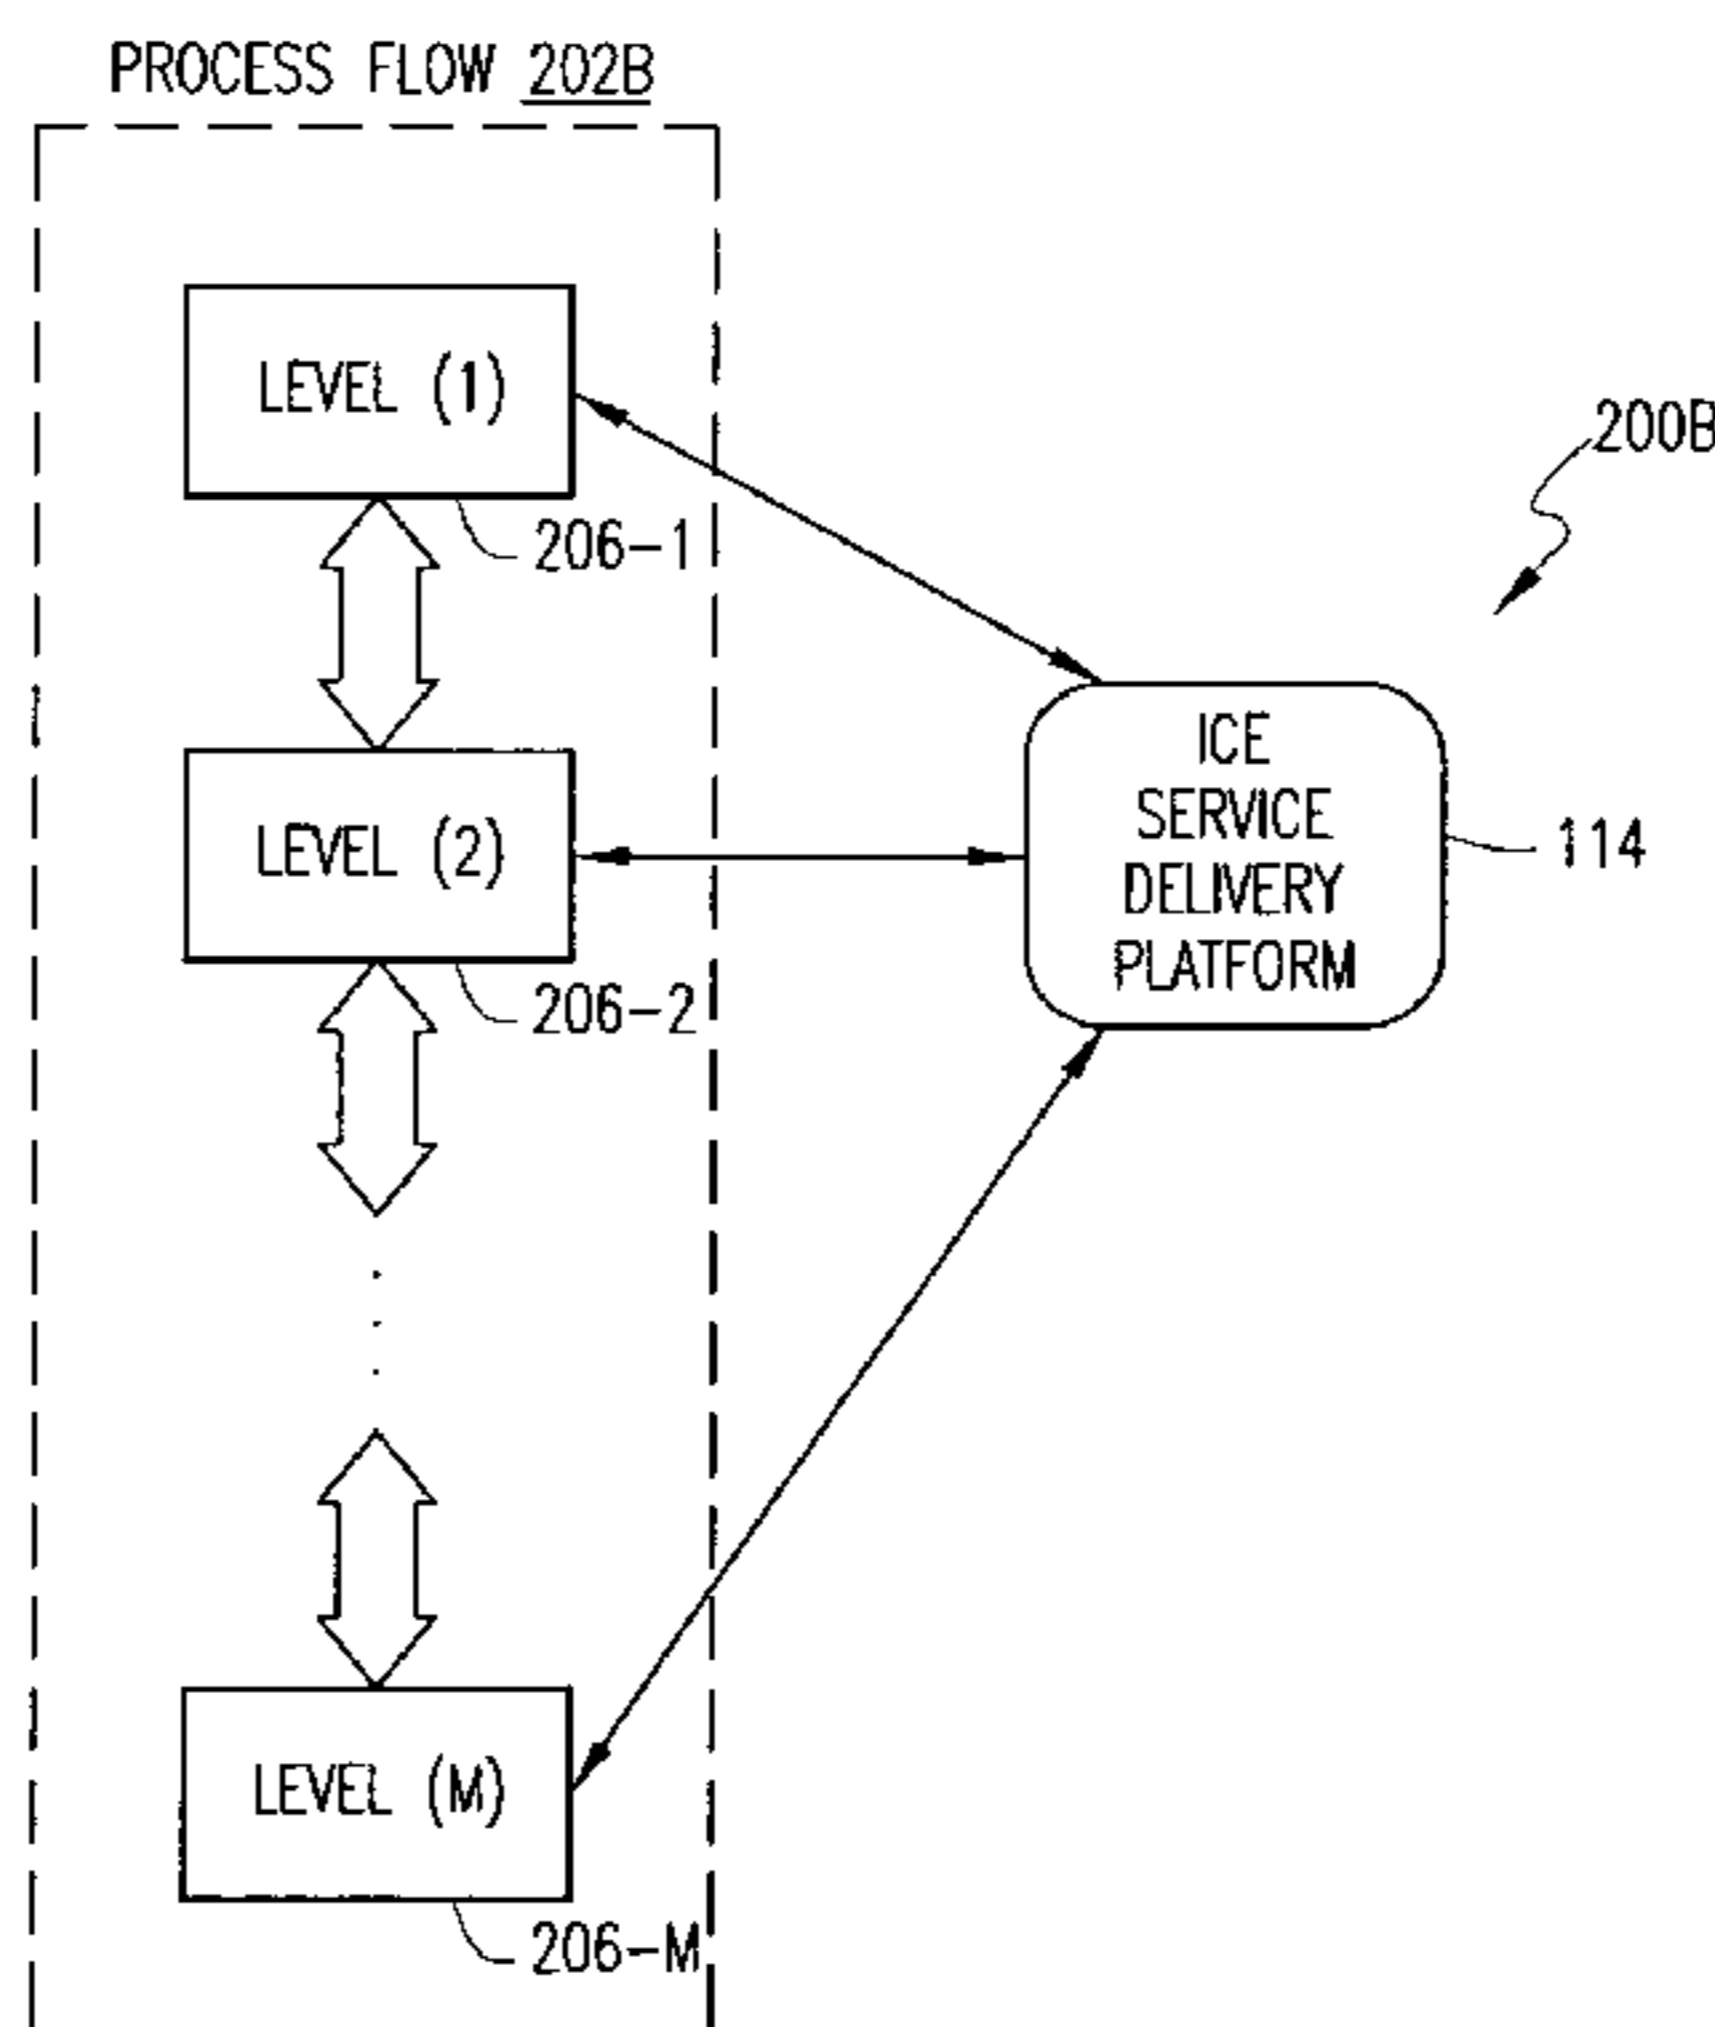 PROCESS FLOW 202B
LEVEL (1)
200B
206-1
ICE
SERVICE
DELIVERY
PLATFORM
LEVEL (2)
114
206-2
LEVEL (M)
206-M